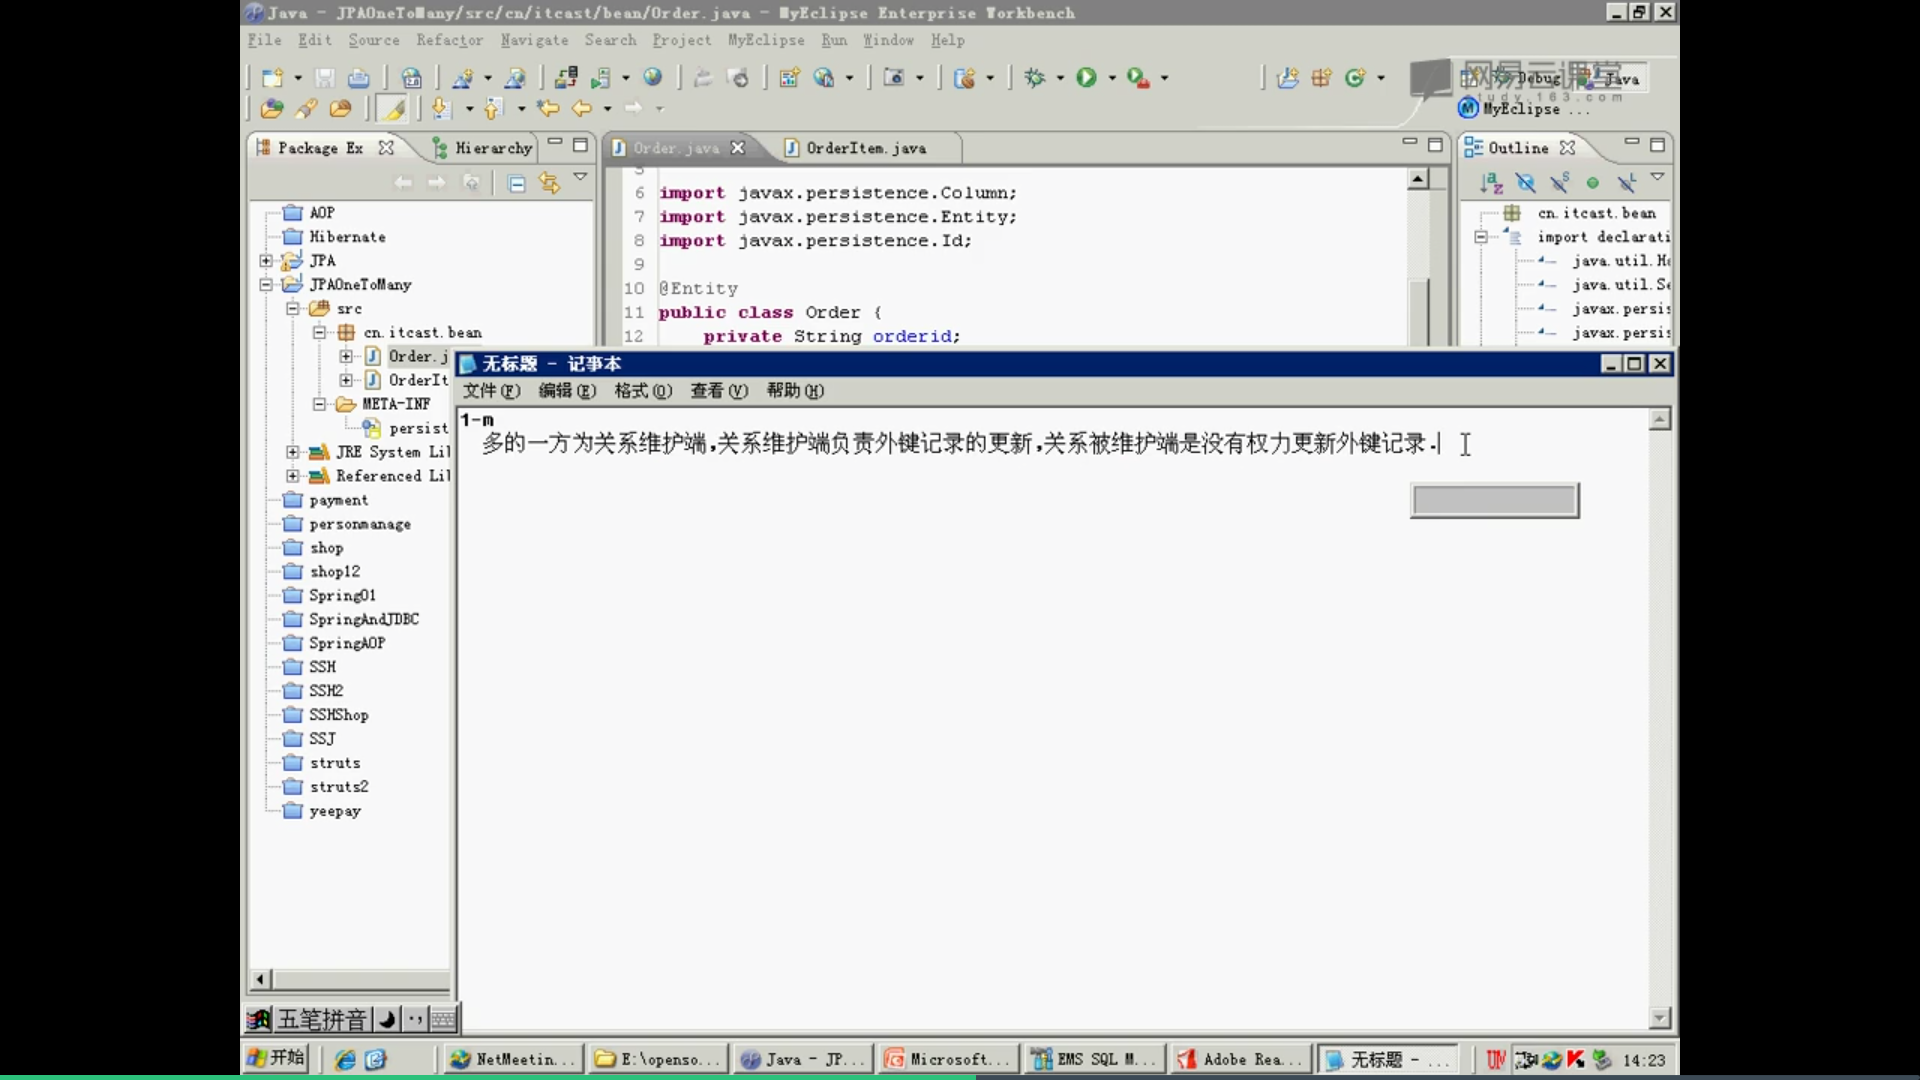 Java - JPAOneToMany/src/cn/itcast/bean/Order.java - MyEclipse Enterprise Workbench
File Edit Source Refactor Navigate Search Project MyEclipse Run Window Help
网易云课堂
study.163.com
Debug Java
MyEclipse ...
Package Ex Hierarchy
Order.java OrderItem.java
Outline
AOP
Hibernate
JPA
JPAOneToMany
src
cn.itcast.bean
Order.j
OrderIt
META-INF
persist
JRE System Li
Referenced Li
payment
personmanage
shop
shop12
Spring01
SpringAndJDBC
SpringAOP
SSH
SSH2
SSHShop
SSJ
struts
struts2
yeepay
5
6 import javax.persistence.Column;
7 import javax.persistence.Entity;
8 import javax.persistence.Id;
9
10 @Entity
11 public class Order {
12 private String orderid;
cn.itcast.bean
import declarati
java.util.Ha
java.util.Se
javax.persis
javax.persis
无标题 - 记事本
文件(F) 编辑(E) 格式(O) 查看(V) 帮助(H)
1-m
多的一方为关系维护端,关系维护端负责外键记录的更新,关系被维护端是没有权力更新外键记录.
五笔拼音
开始 NetMeetin... E:\openso... Java - JP... Microsoft... EMS SQL M... Adobe Rea... 无标题 - ... 14:23